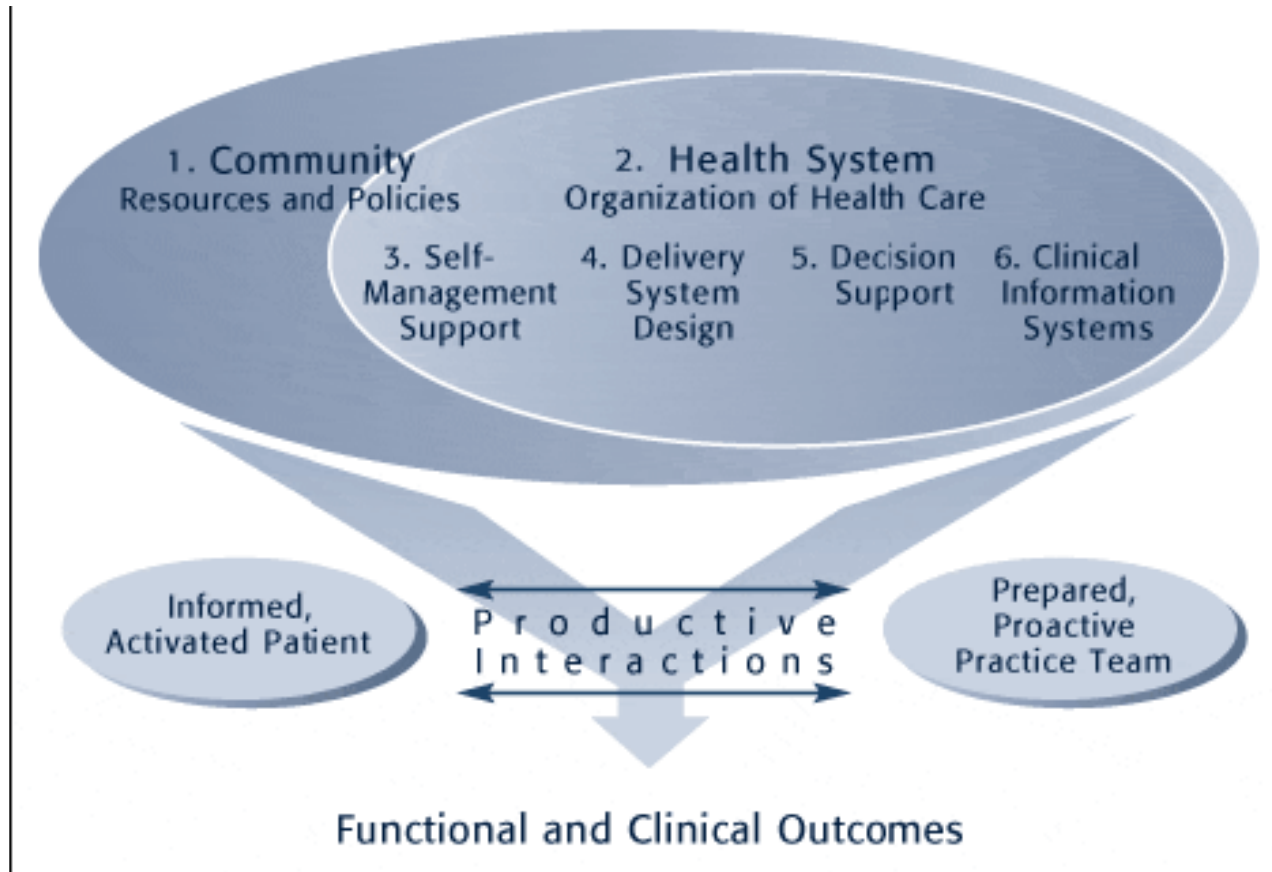 1. Community
Resources and Policies
2. Health System
Organization of Health Care
3. Self-
Management
Support
4. Delivery
System
Design
5. Decision
Support
6. Clinical
Information
Systems
Informed,
Activated Patient
Productive
Interactions
Prepared,
Proactive
Practice Team
Functional and Clinical Outcomes